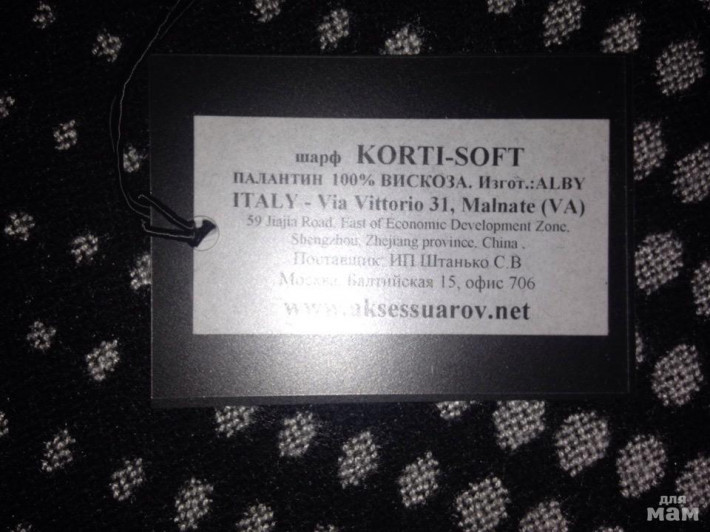 шарф KORTI-SOFT
ПАЛАНТИН 100% ВИСКОЗА. Изгот.:ALBY
ITALY - Via Vittorio 31, Malnate (VA)
59 Jiajia Road. East of Economic Development Zone.
Shengzhou, Zhejiang province. China .
Поставщик: ИП Штанько С.В
Москва, Балтийская 15, офис 706
www.aksessuarov.net
для
мам